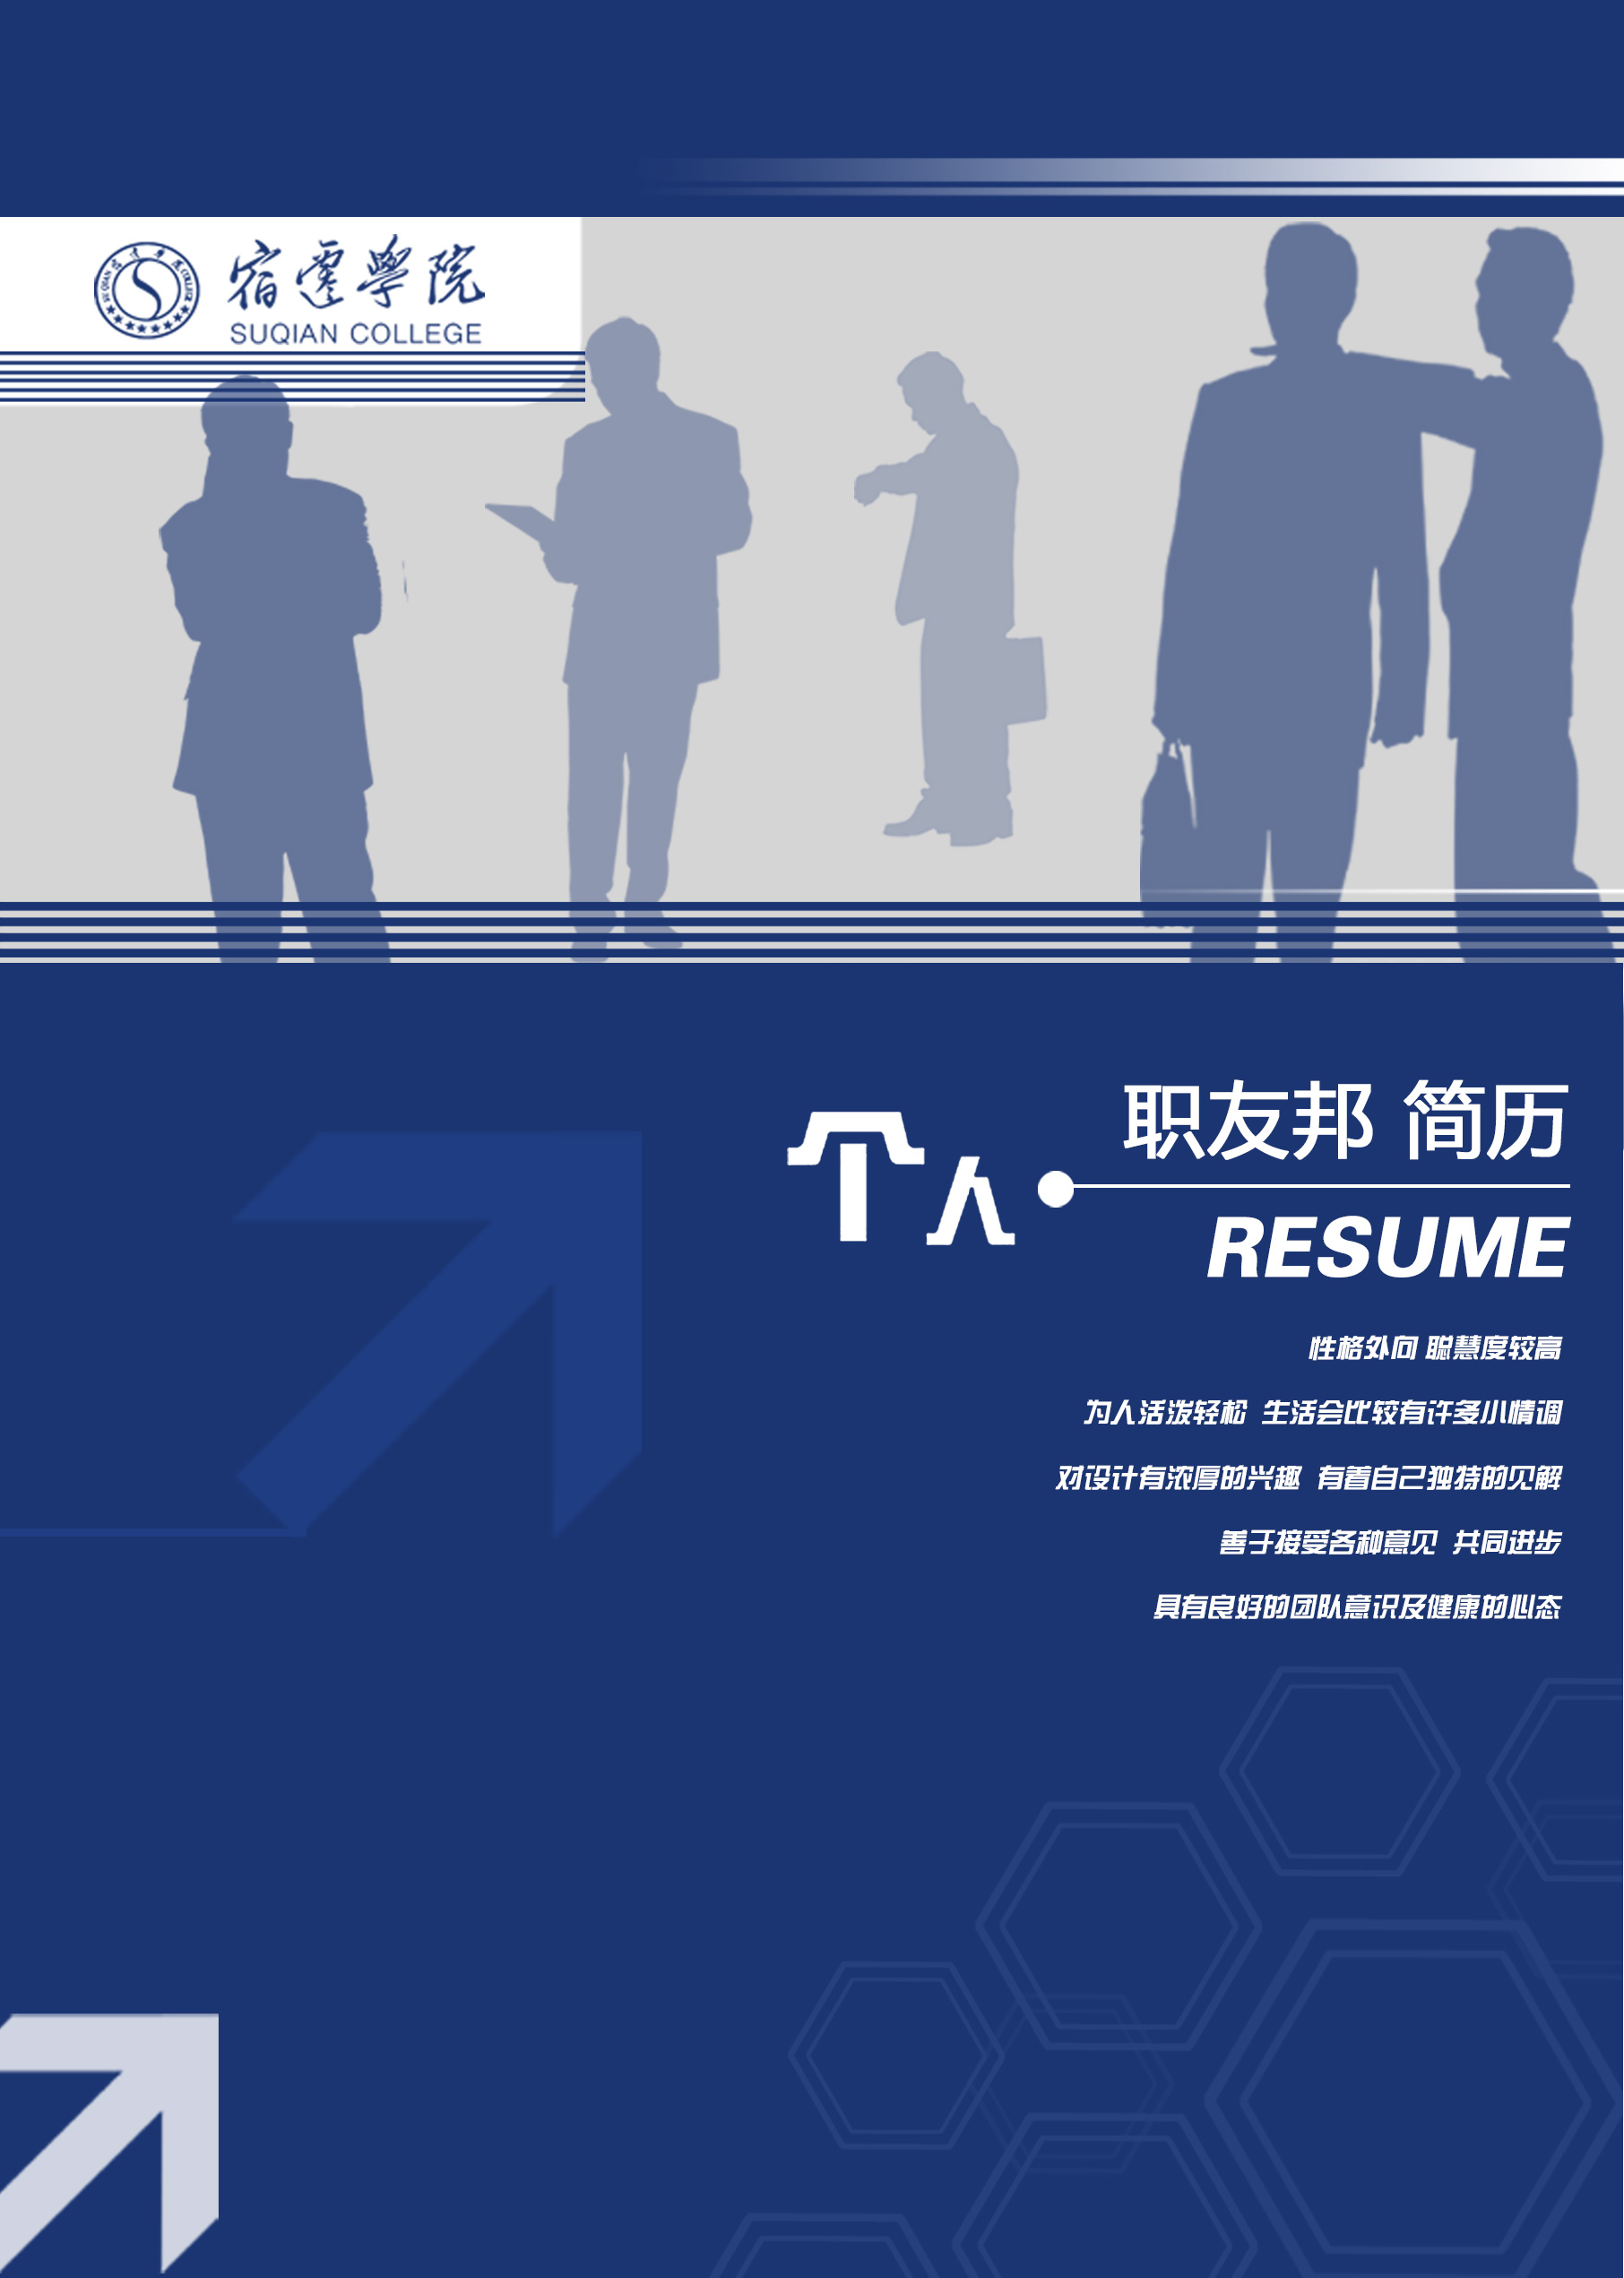 宿遷學院
SUQIAN COLLEGE
职友邦 简历
个人
RESUME
性格外向 聪慧度较高
为人活泼轻松 生活会比较有许多小情调
对设计有浓厚的兴趣 有着自己独特的见解
善于接受各种意见 共同进步
具有良好的团队意识及健康的心态